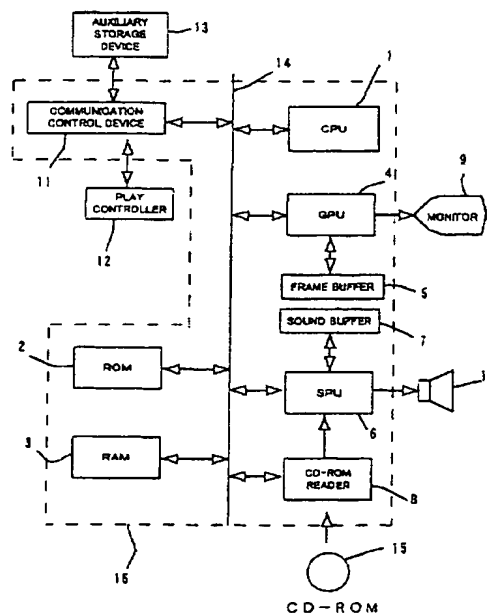 AUXILIARY
STORAGE
DEVICE
13
14
1
COMMUNICATION
CONTROL DEVICE
CPU
11
4
9
PLAY
CONTROLLER
GPU
MONITOR
12
FRAME BUFFER
5
SOUND BUFFER
7
2
ROM
SPU
6
3
RAM
CD-ROM
READER
8
16
15
CD-ROM